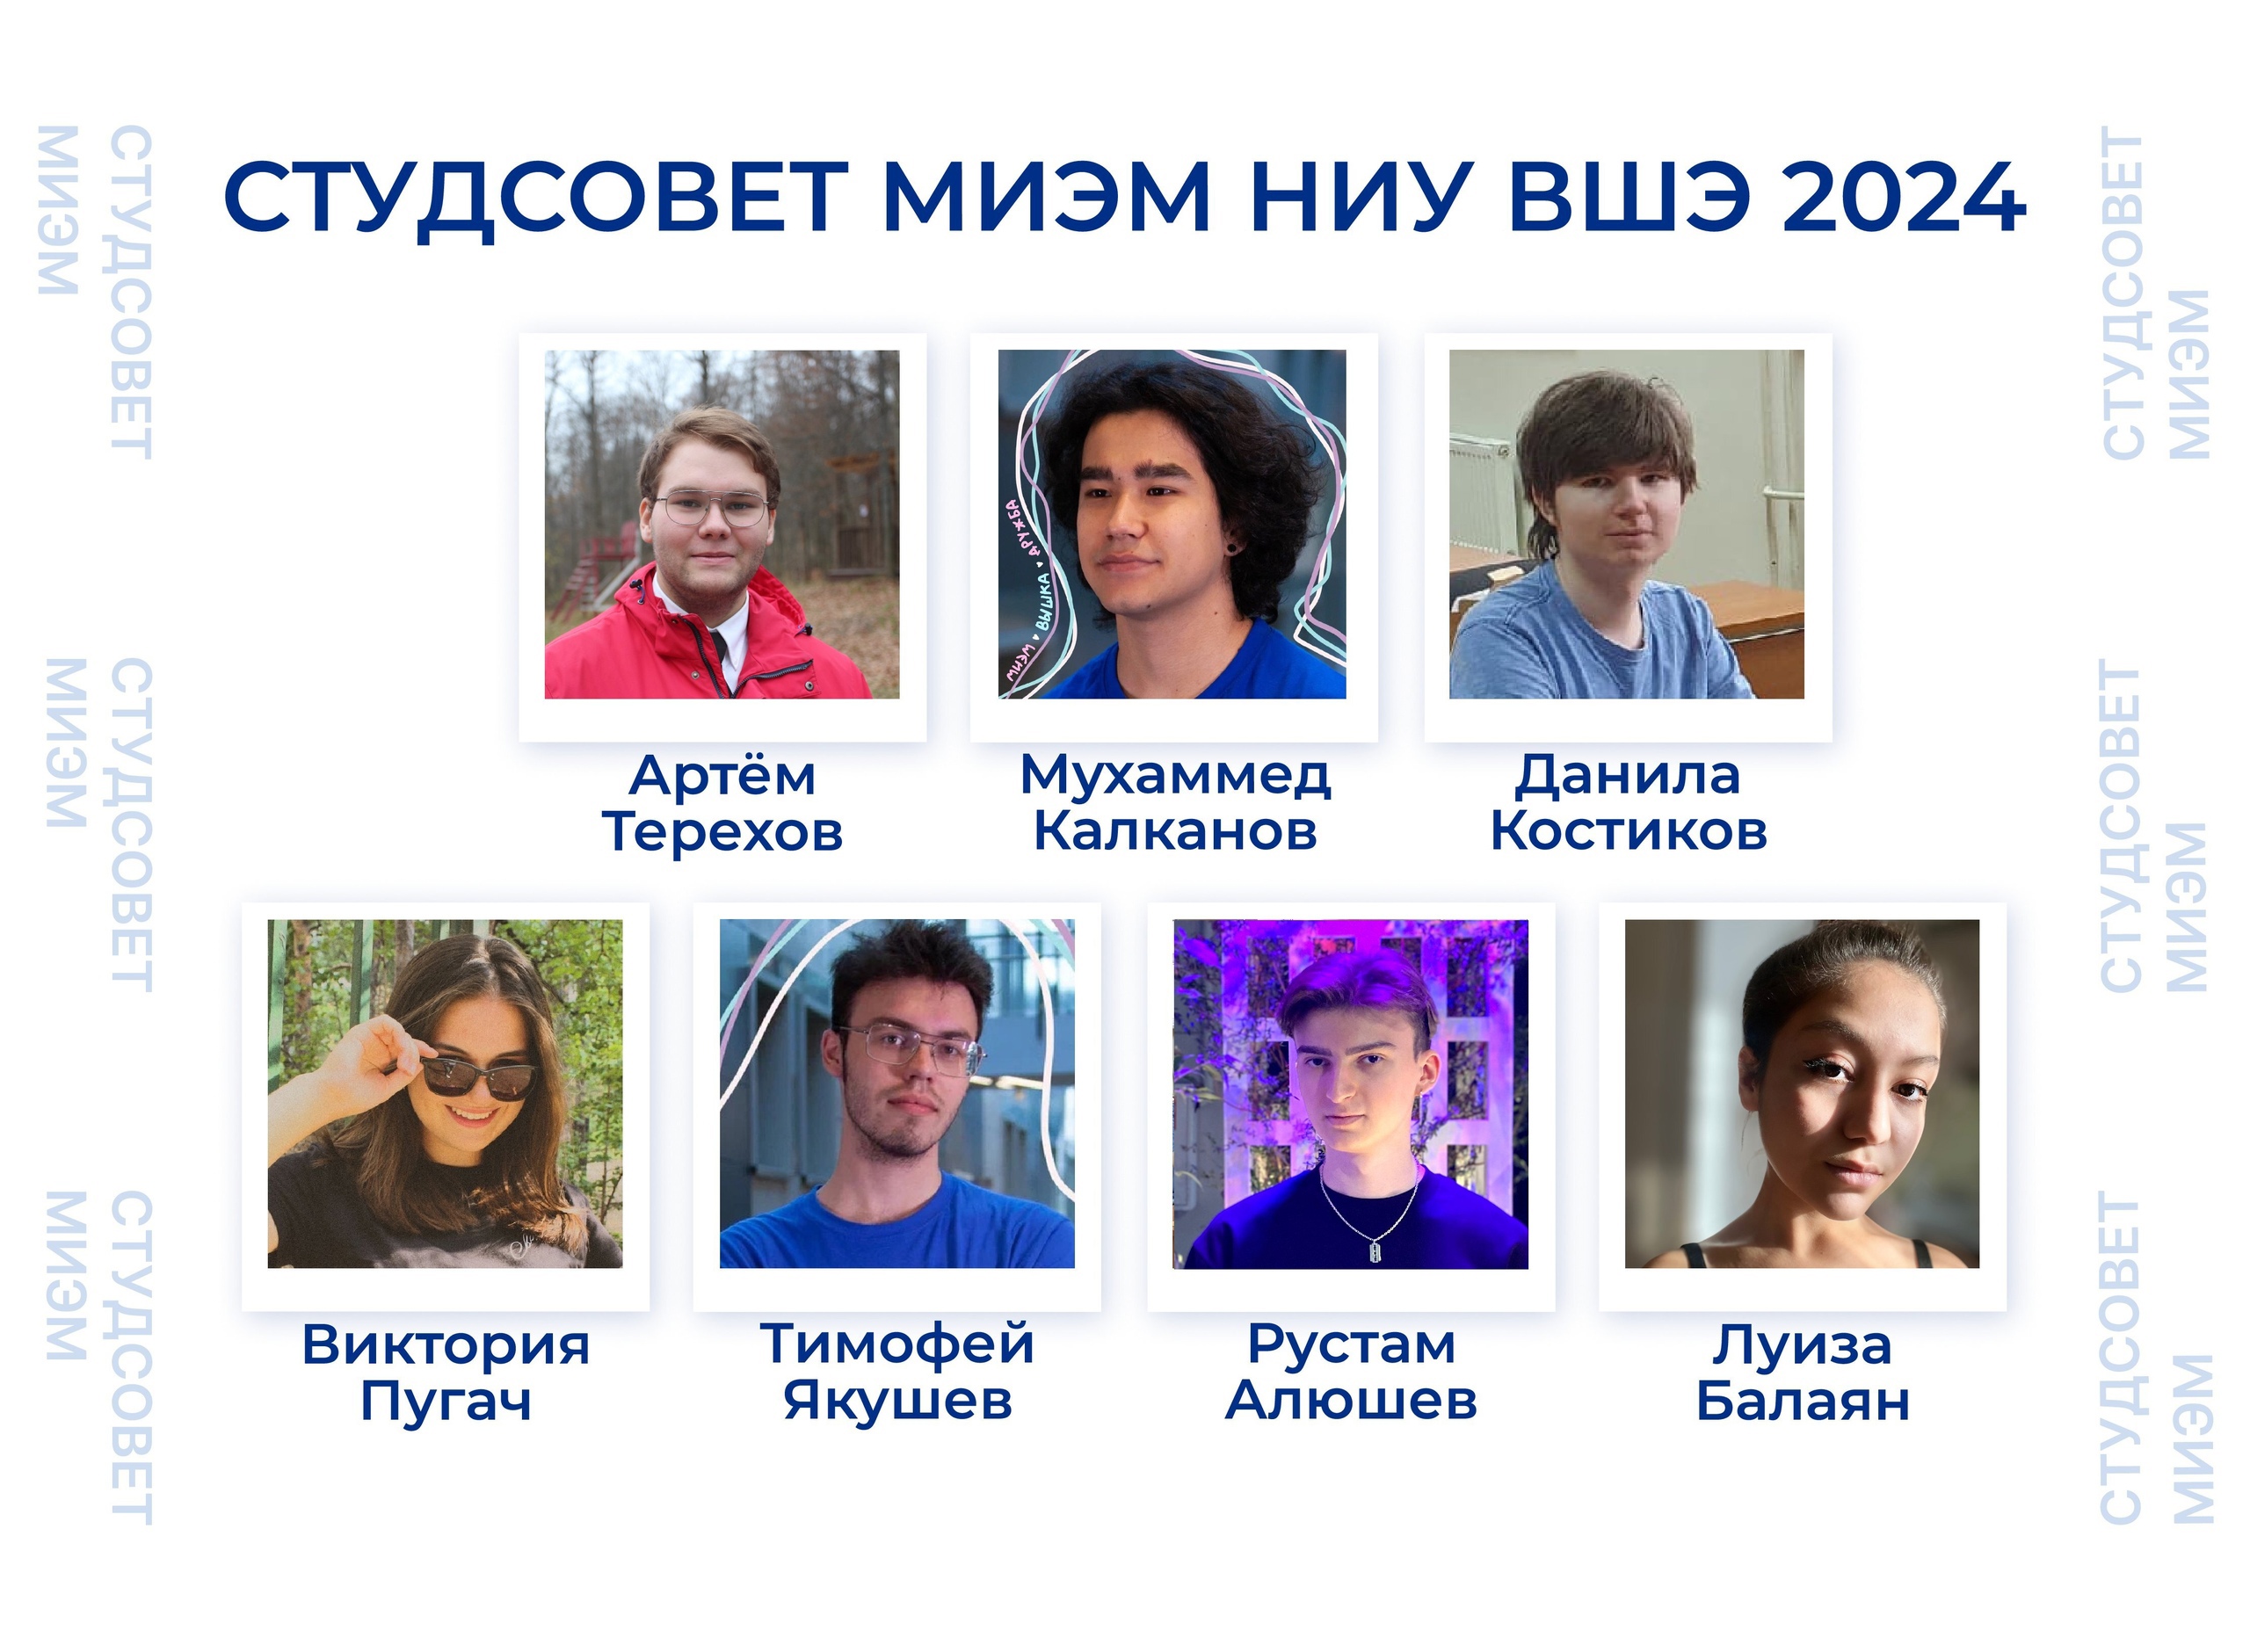 СТУДСОВЕТ МИЭМ НИУ ВШЭ 2024
СТУДСОВЕТ
МИЭМ
СТУДСОВЕТ
МИЭМ
МИЭМ • ВЫШКА • ДРУЖБА
Артём
Терехов
Мухаммед
Калканов
Данила
Костиков
СТУДСОВЕТ
МИЭМ
СТУДСОВЕТ
МИЭМ
Виктория
Пугач
Тимофей
Якушев
Рустам
Алюшев
Луиза
Балаян
СТУДСОВЕТ
МИЭМ
СТУДСОВЕТ
МИЭМ